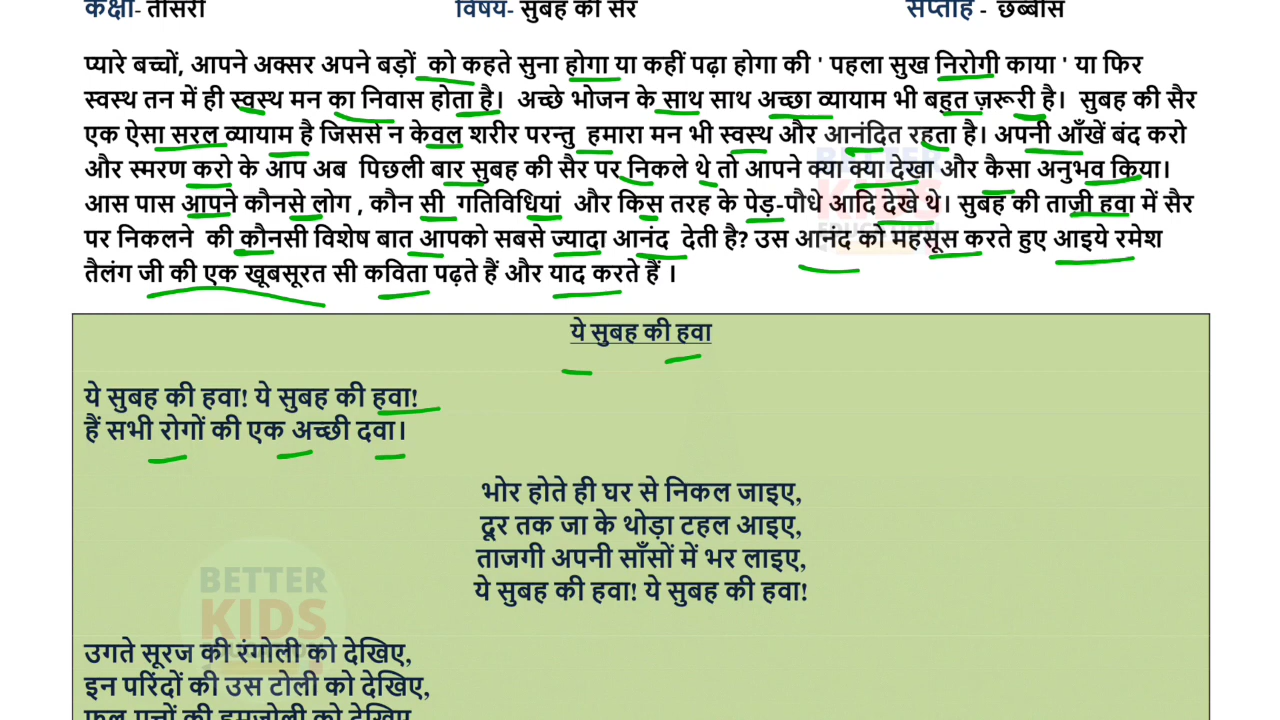 कक्षा- तीसरी विषय- सुबह की सैर सप्ताह - छब्बीस
प्यारे बच्चों, आपने अक्सर अपने बड़ों को कहते सुना होगा या कहीं पढ़ा होगा की ' पहला सुख निरोगी काया ' या फिर
स्वस्थ तन में ही स्वस्थ मन का निवास होता है। अच्छे भोजन के साथ साथ अच्छा व्यायाम भी बहुत ज़रूरी है। सुबह की सैर
एक ऐसा सरल व्यायाम है जिससे न केवल शरीर परन्तु हमारा मन भी स्वस्थ और आनंदित रहता है। अपनी आँखें बंद करो
और स्मरण करो के आप अब पिछली बार सुबह की सैर पर निकले थे तो आपने क्या क्या देखा और कैसा अनुभव किया।
आस पास आपने कौनसे लोग , कौन सी गतिविधियां और किस तरह के पेड़-पौधे आदि देखे थे। सुबह की ताजी हवा में सैर
पर निकलने की कौनसी विशेष बात आपको सबसे ज्यादा आनंद देती है? उस आनंद को महसूस करते हुए आइये रमेश
तैलंग जी की एक खूबसूरत सी कविता पढ़ते हैं और याद करते हैं ।
ये सुबह की हवा
ये सुबह की हवा! ये सुबह की हवा!
हैं सभी रोगों की एक अच्छी दवा।
भोर होते ही घर से निकल जाइए,
दूर तक जा के थोड़ा टहल आइए,
ताजगी अपनी साँसों में भर लाइए,
ये सुबह की हवा! ये सुबह की हवा!
BETTER
KIDS
EDUCATION
उगते सूरज की रंगोली को देखिए,
इन परिंदों की उस टोली को देखिए,
फूल पत्तों की हमजोली को देखिए